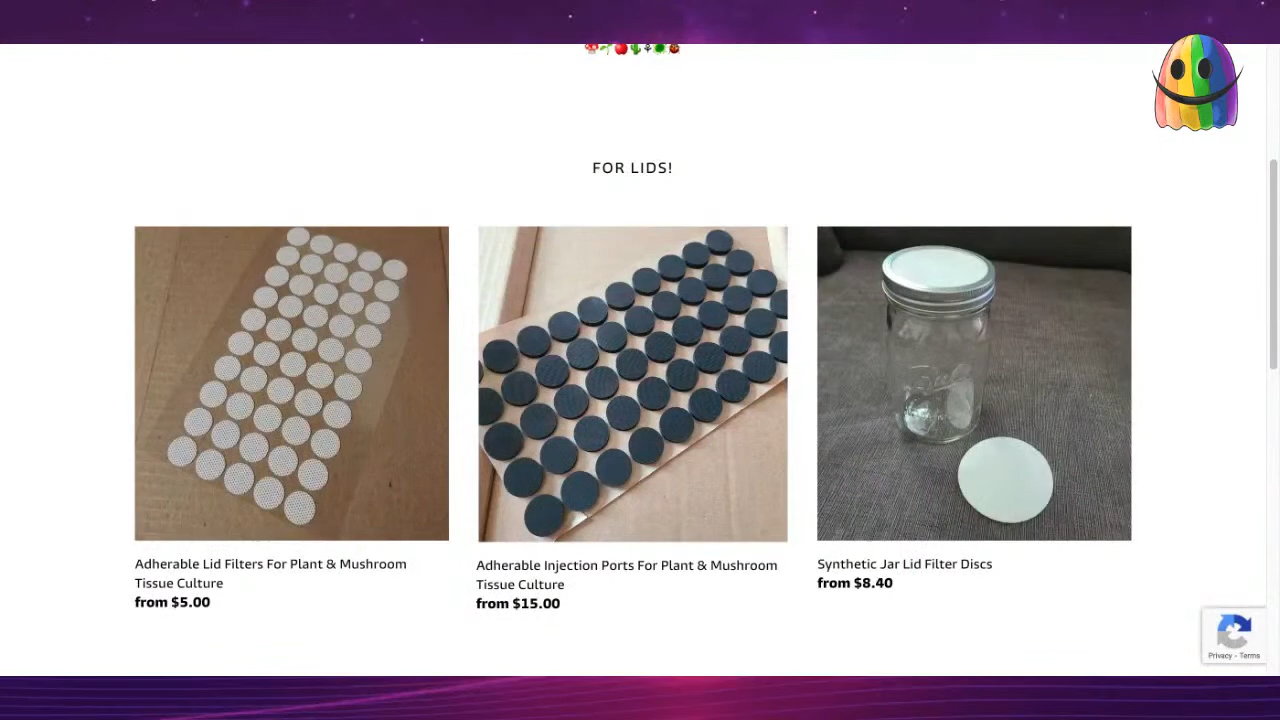 FOR LIDS!
Adherable Lid Filters For Plant & Mushroom
Tissue Culture
from $5.00
Adherable Injection Ports For Plant & Mushroom
Tissue Culture
from $15.00
Synthetic Jar Lid Filter Discs
from $8.40
Privacy - Terms